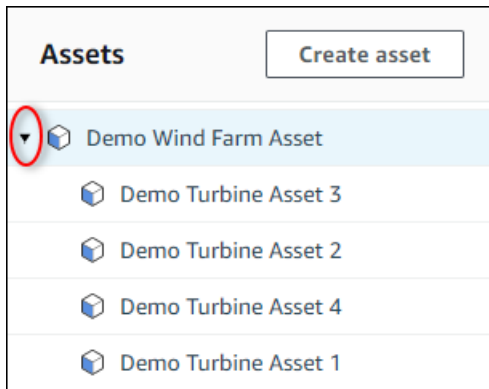 Assets
Create asset
Demo Wind Farm Asset
Demo Turbine Asset 3
Demo Turbine Asset 2
Demo Turbine Asset 4
Demo Turbine Asset 1